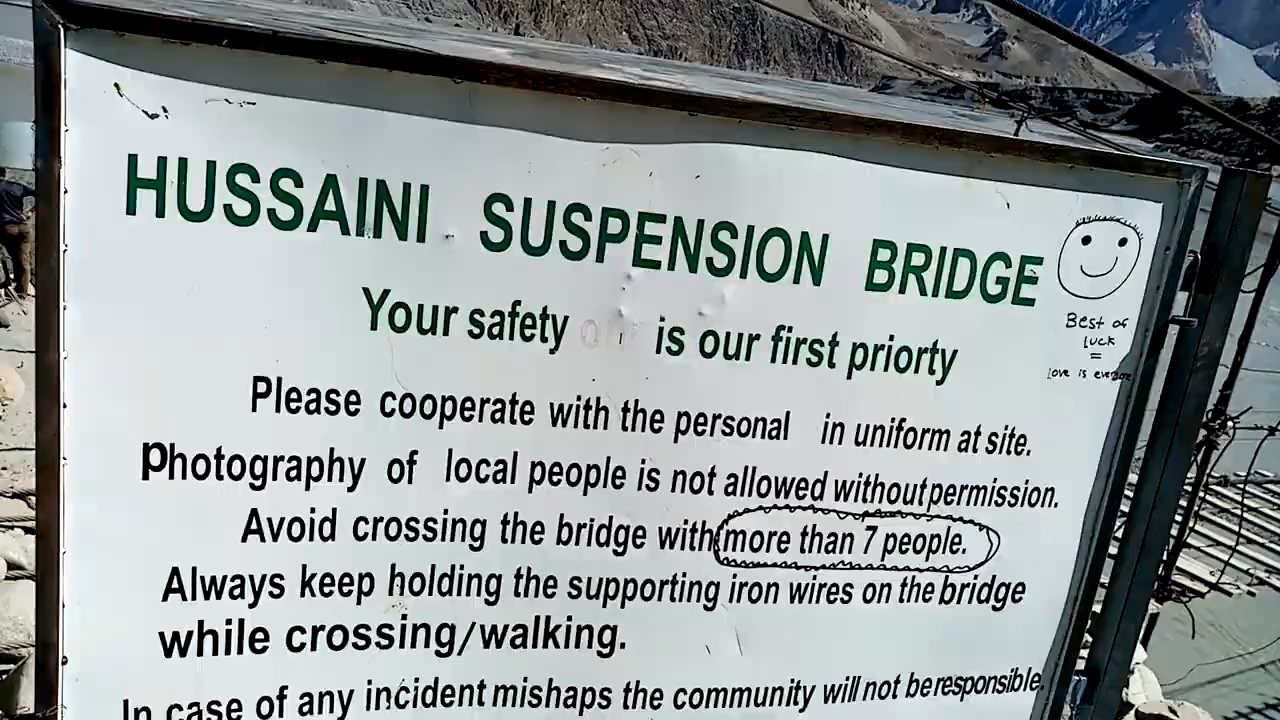 HUSSAINI SUSPENSION BRIDGE
Your safety is our first priorty
Please cooperate with the personal in uniform at site.
Photography of local people is not allowed without permission.
Avoid crossing the bridge with more than 7 people.
Always keep holding the supporting iron wires on the bridge
while crossing/walking.
In case of any incident mishaps the community will not be responsible.
Best of
luck
=
love is